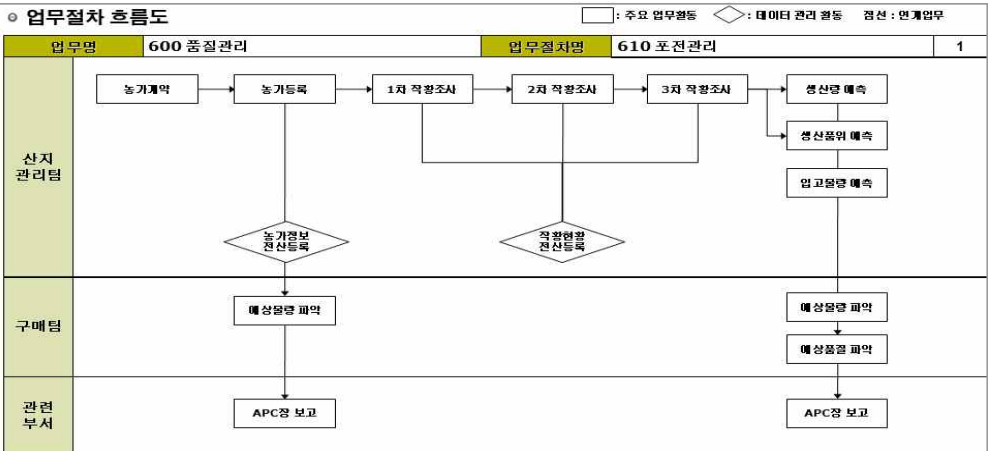 업무절차 흐름도
: 주요 업무활동 : 데이터 관리 활동 점선 : 연계업무
업무명 600 품질관리 업무절차명 610 포전관리 1
산지
관리팀
농가계약 농가등록 1차 작황조사 2차 작황조사 3차 작황조사 생산량 예측
생산품위 예측
입고물량 예측
농가정보
전산등록
작황현황
전산등록
구매팀
예상물량 파악 예상물량 파악
예상품질 파악
관련
부서
APC장 보고 APC장 보고